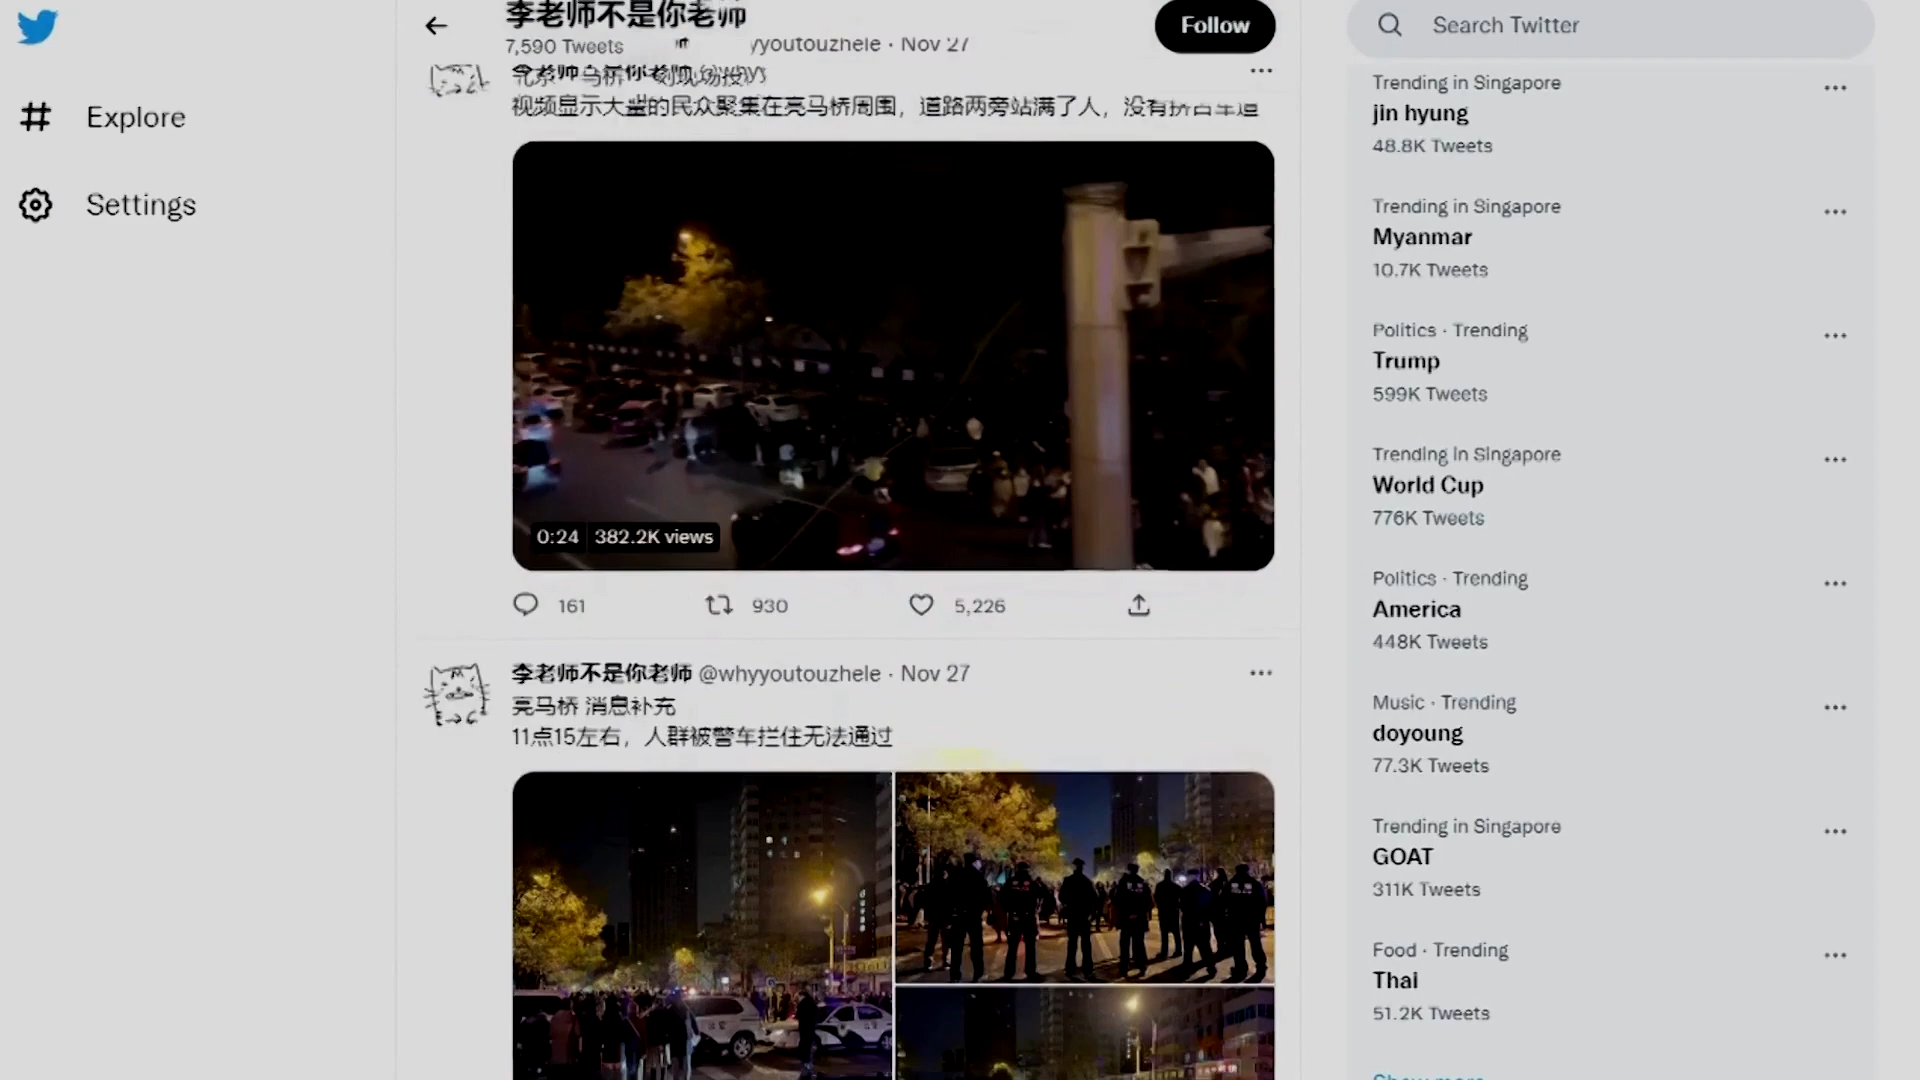 李老师不是你老师
7,590 Tweets
Follow
Search Twitter
Explore
Settings
yyoutouzhele · Nov 27
视频显示大量的民众聚集在亮马桥周围，道路两旁站满了人，没有挤占车道
0:24 382.2K views
161 930 5,226
李老师不是你老师 @whyyoutouzhele · Nov 27
亮马桥 消息补充
11点15左右，人群被警车拦住无法通过
Trending in Singapore
jin hyung
48.8K Tweets
Trending in Singapore
Myanmar
10.7K Tweets
Politics · Trending
Trump
599K Tweets
Trending in Singapore
World Cup
776K Tweets
Politics · Trending
America
448K Tweets
Music · Trending
doyoung
77.3K Tweets
Trending in Singapore
GOAT
311K Tweets
Food · Trending
Thai
51.2K Tweets
Show more